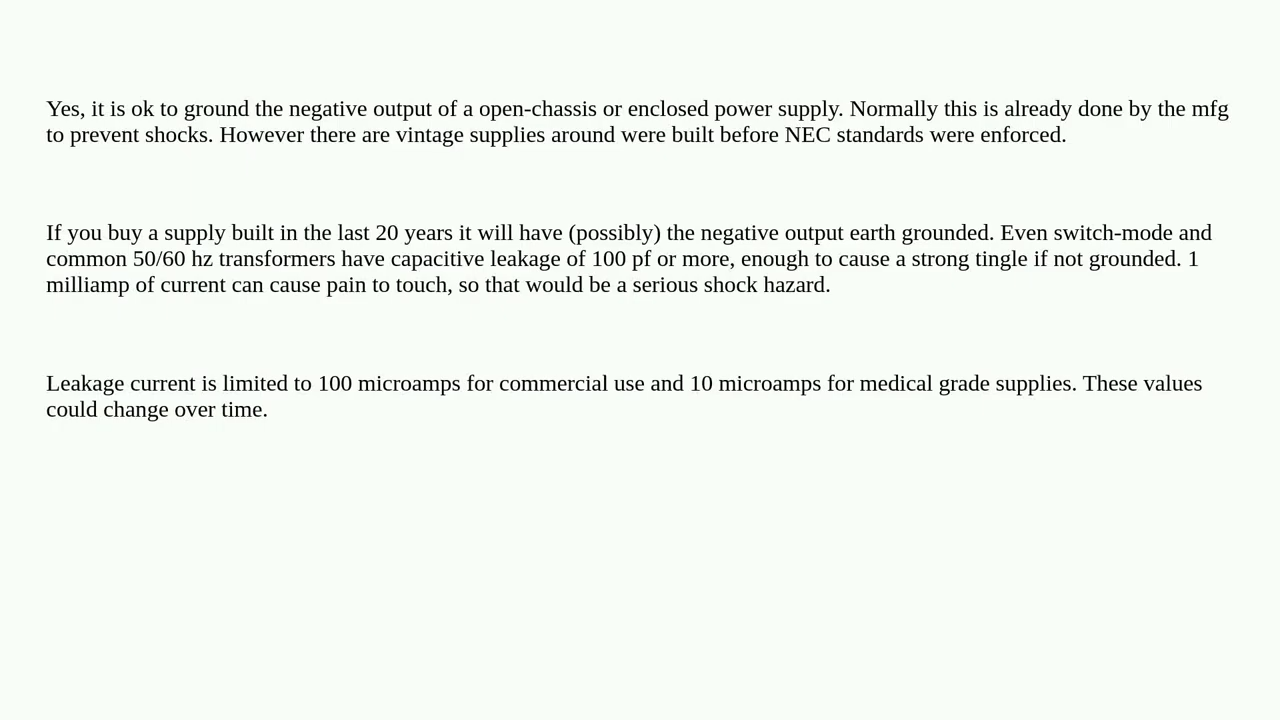 Yes, it is ok to ground the negative output of a open-chassis or enclosed power supply. Normally this is already done by the mfg
to prevent shocks. However there are vintage supplies around were built before NEC standards were enforced.
If you buy a supply built in the last 20 years it will have (possibly) the negative output earth grounded. Even switch-mode and
common 50/60 hz transformers have capacitive leakage of 100 pf or more, enough to cause a strong tingle if not grounded. 1
milliamp of current can cause pain to touch, so that would be a serious shock hazard.
Leakage current is limited to 100 microamps for commercial use and 10 microamps for medical grade supplies. These values
could change over time.